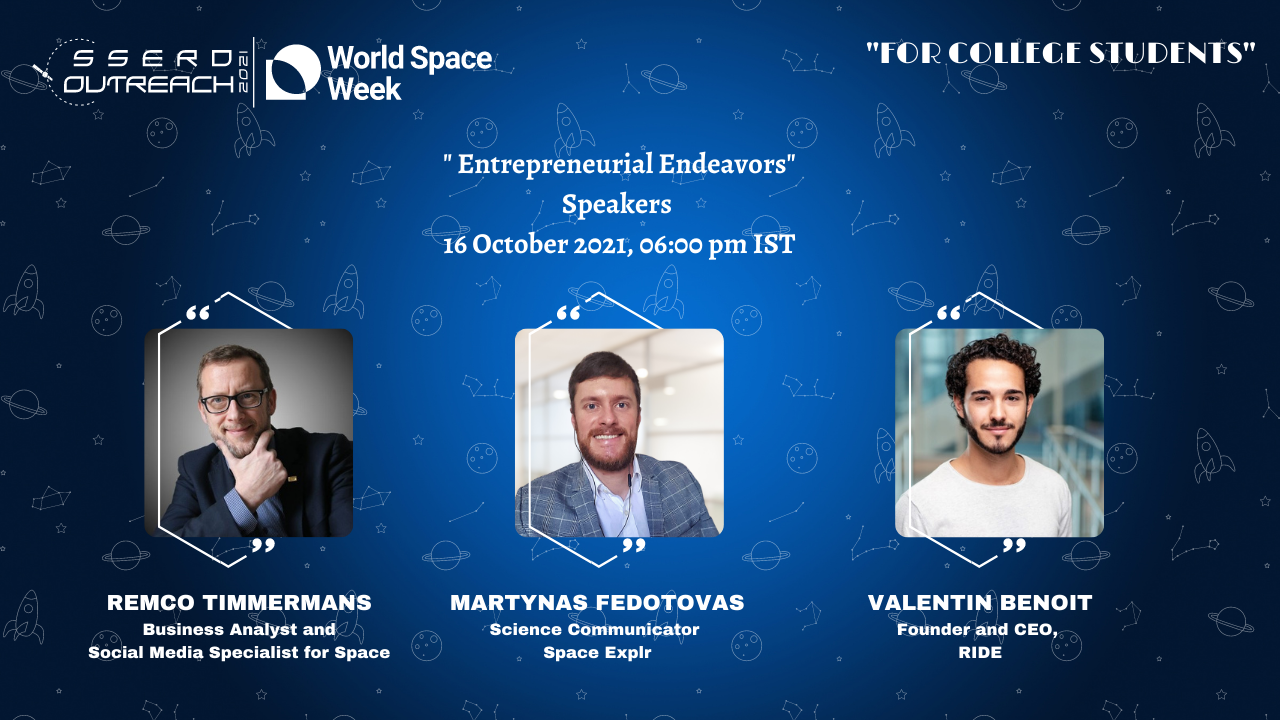 SSERD
OUTREACH
2021
World Space
Week
"FOR COLLEGE STUDENTS"
" Entrepreneurial Endeavors"
Speakers
16 October 2021, 06:00 pm IST
REMCO TIMMERMANS
Business Analyst and
Social Media Specialist for Space
MARTYNAS FEDOTOVAS
Science Communicator
Space Explr
VALENTIN BENOIT
Founder and CEO,
RIDE